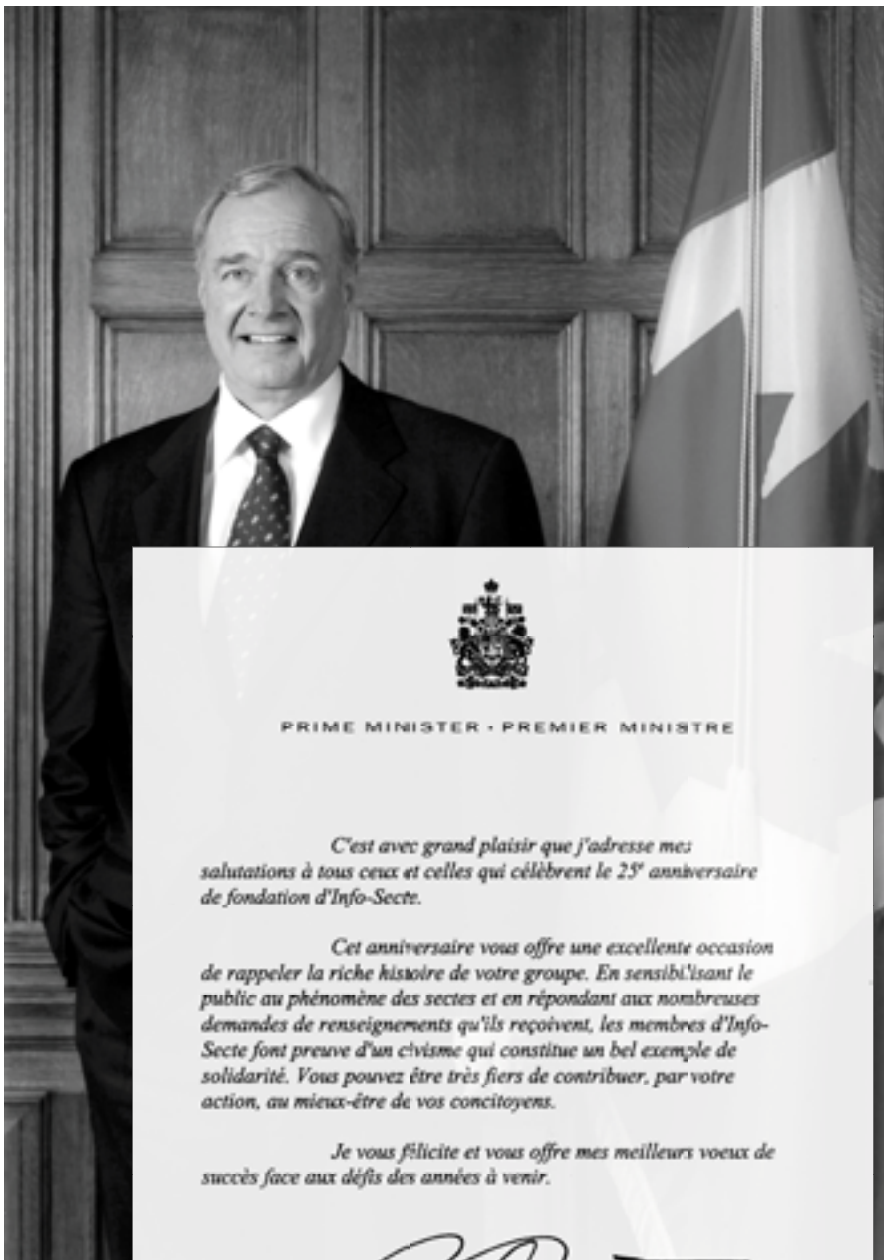 PRIME MINISTER - PREMIER MINISTRE
C'est avec grand plaisir que j'adresse mes
salutations à tous ceux et celles qui célèbrent le 25e anniversaire
de fondation d'Info-Secte.
Cet anniversaire vous offre une excellente occasion
de rappeler la riche histoire de votre groupe. En sensibilisant le
public au phénomène des sectes et en répondant aux nombreuses
demandes de renseignements qu'ils reçoivent, les membres d'Info-
Secte font preuve d'un civisme qui constitue un bel exemple de
solidarité. Vous pouvez être très fiers de contribuer, par votre
action, au mieux-être de vos concitoyens.
Je vous félicite et vous offre mes meilleurs voeux de
succès face aux défis des années à venir.